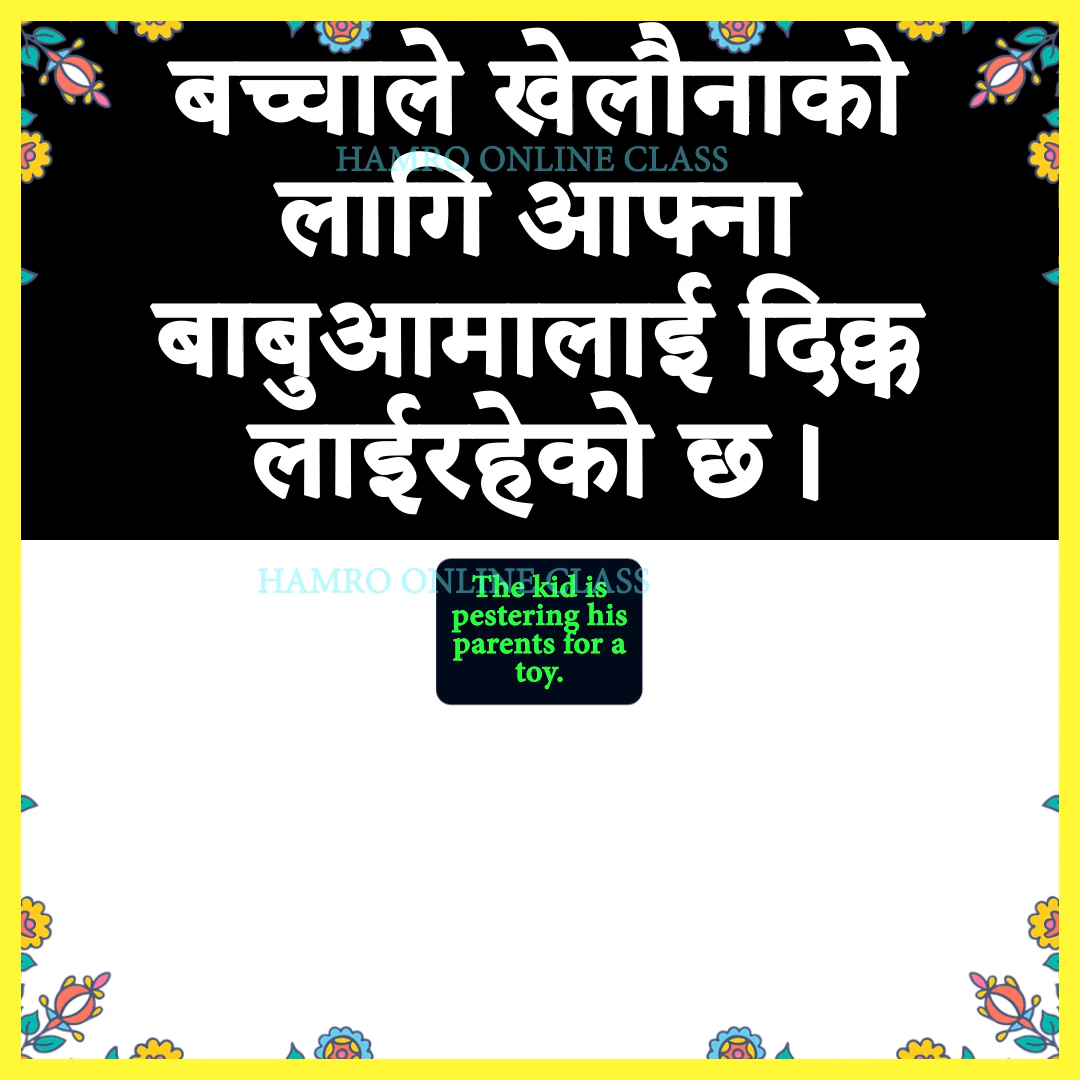 बच्चाले खेलौनाको
HAMRO ONLINE CLASS
लागि आफ्ना
बाबुआमालाई दिक्क
लाईरहेको छ ।
HAMRO ONLINE CLASS
The kid is
pestering his
parents for a
toy.